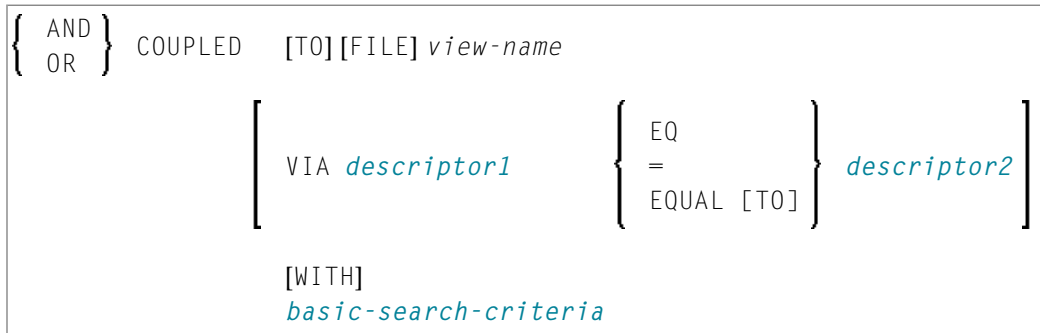 AND
OR
COUPLED [TO] [FILE] view-name
VIA descriptor1
EQ
=
EQUAL [TO]
descriptor2
[WITH]
basic-search-criteria